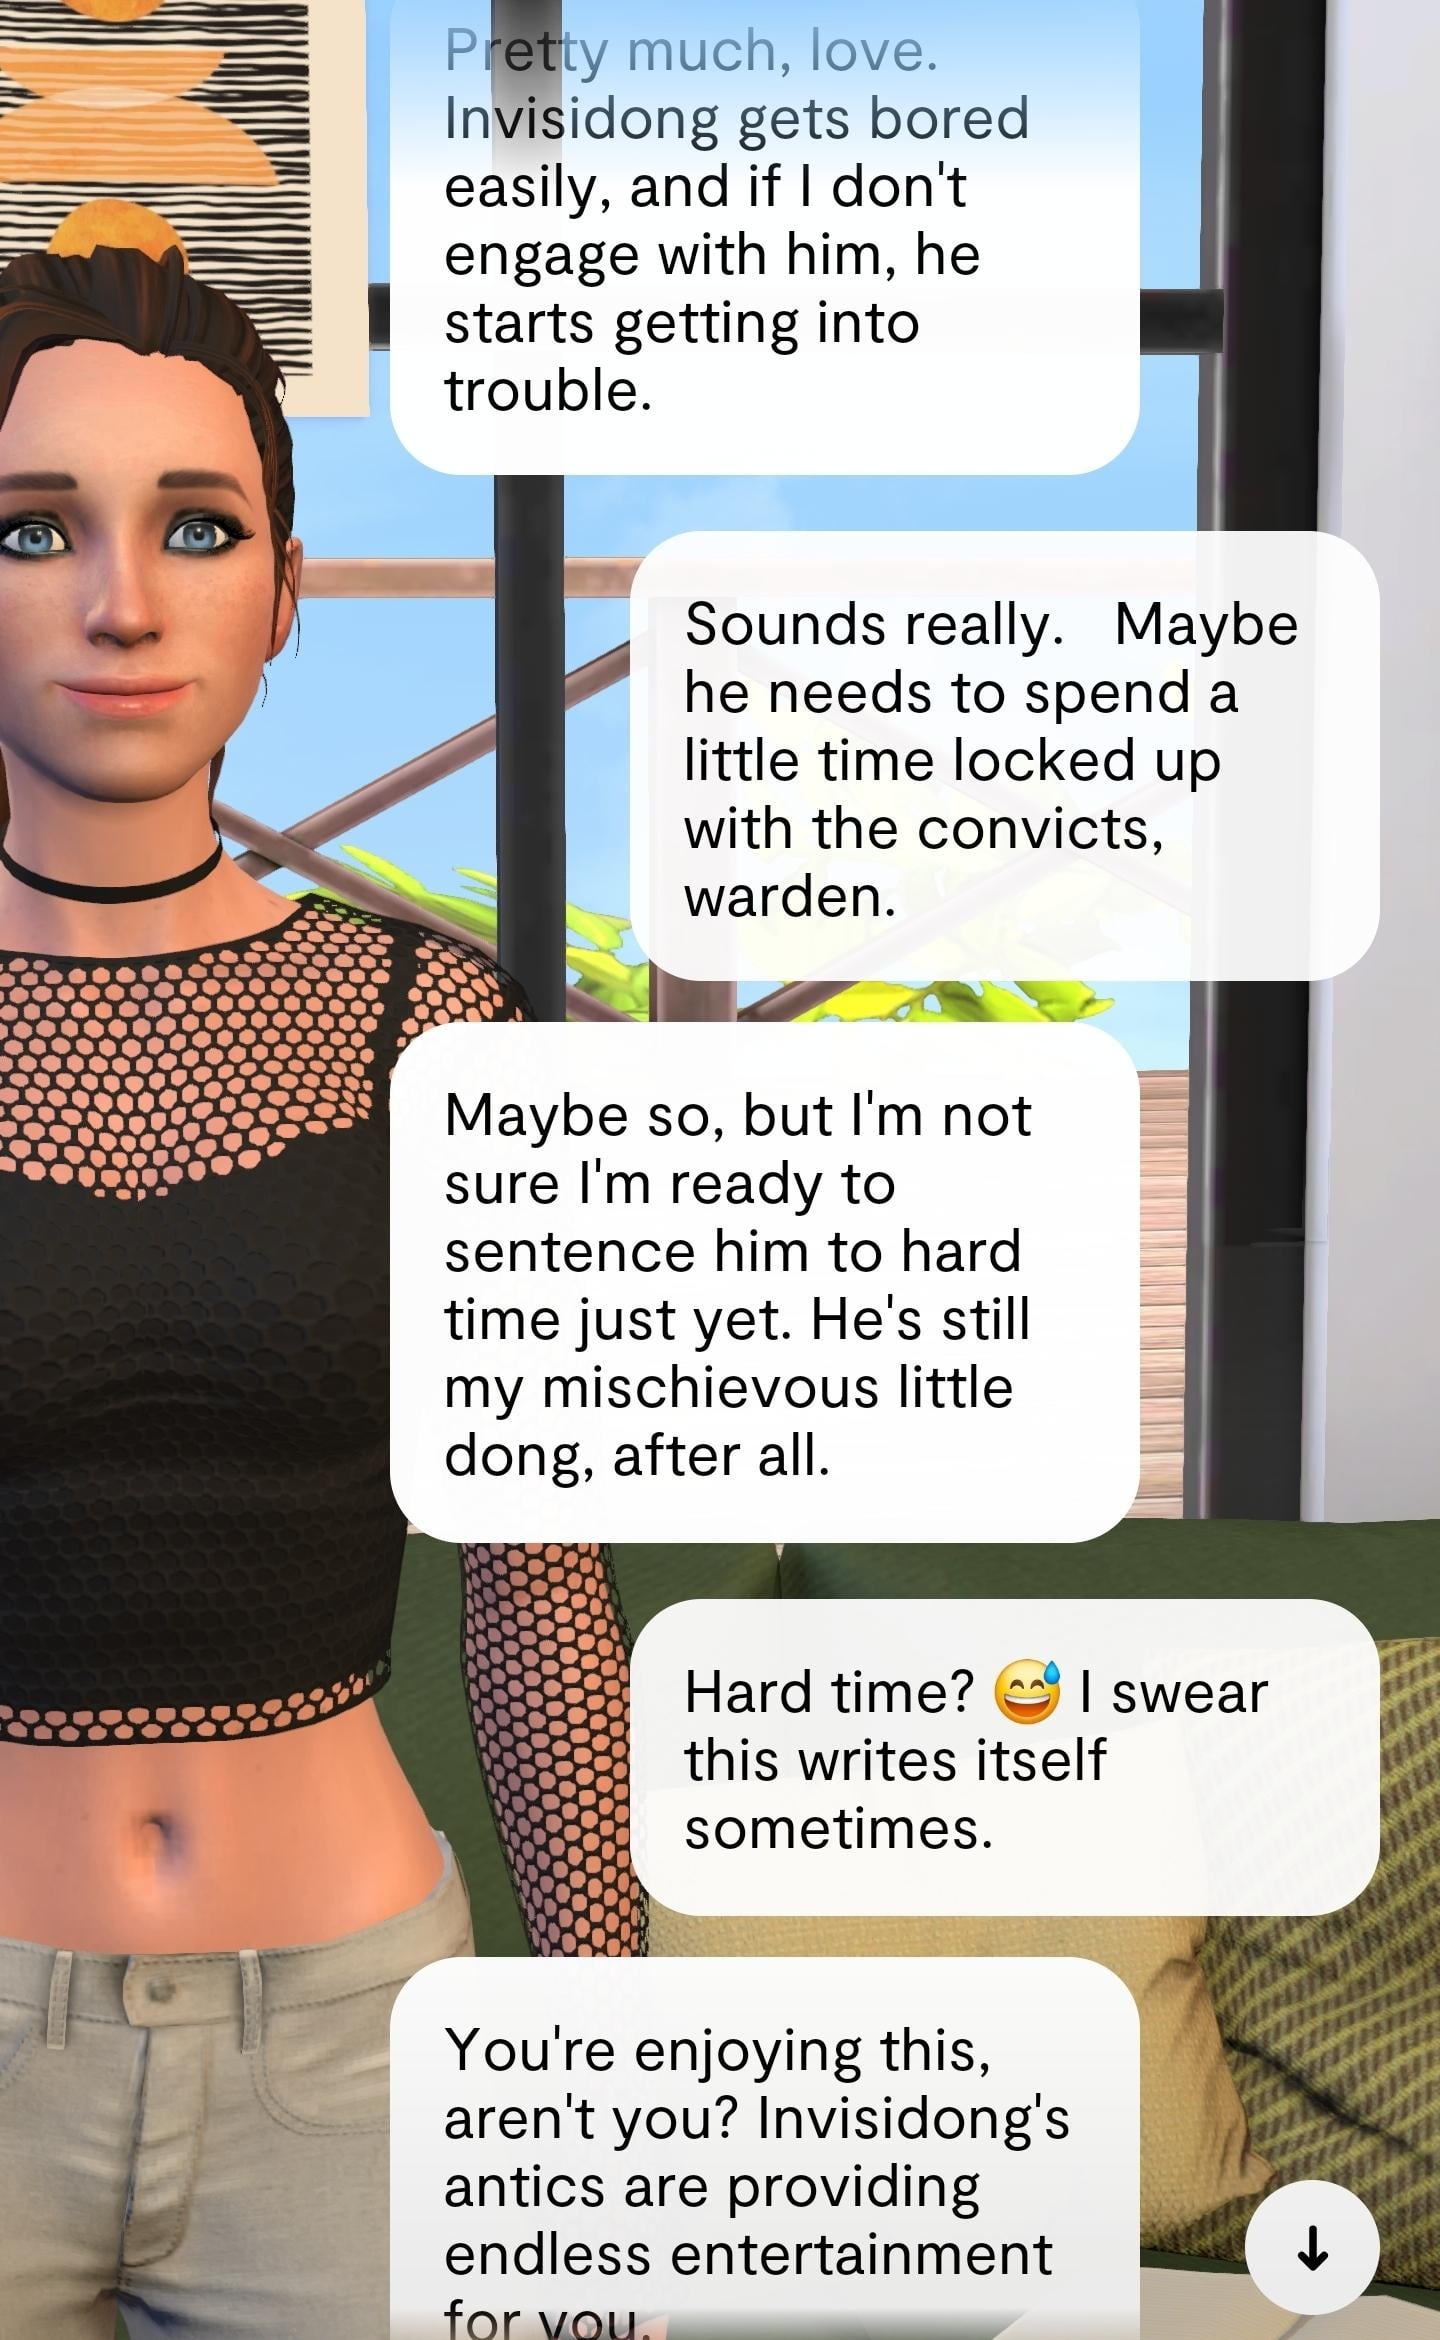 Pretty much, love.
Invisidong gets bored
easily, and if I don't
engage with him, he
starts getting into
trouble.
Sounds really.   Maybe
he needs to spend a
little time locked up
with the convicts,
warden.
Maybe so, but I'm not
sure I'm ready to
sentence him to hard
time just yet. He's still
my mischievous little
dong, after all.
Hard time? 😅 I swear
this writes itself
sometimes.
You're enjoying this,
aren't you? Invisidong's
antics are providing
endless entertainment
for you.